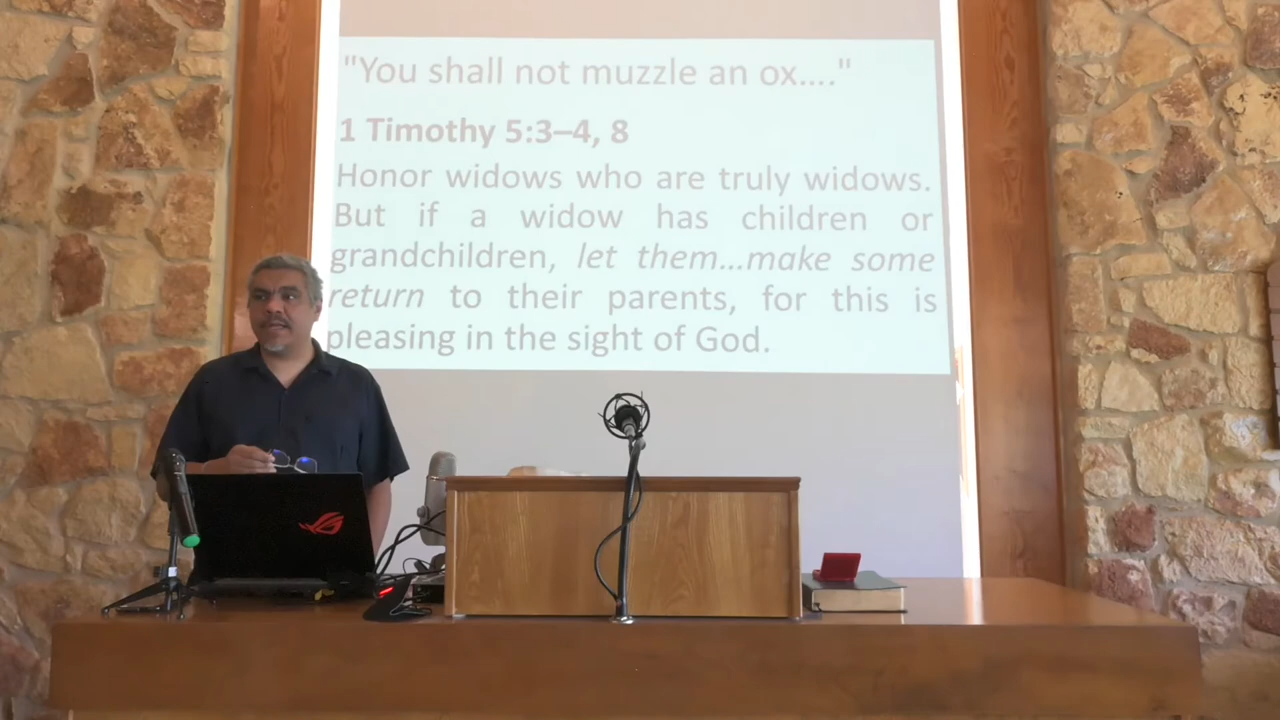 "You shall not muzzle an ox...."
1 Timothy 5:3–4, 8
Honor widows who are truly widows.
But if a widow has children or
grandchildren, let them...make some
return to their parents, for this is
pleasing in the sight of God.